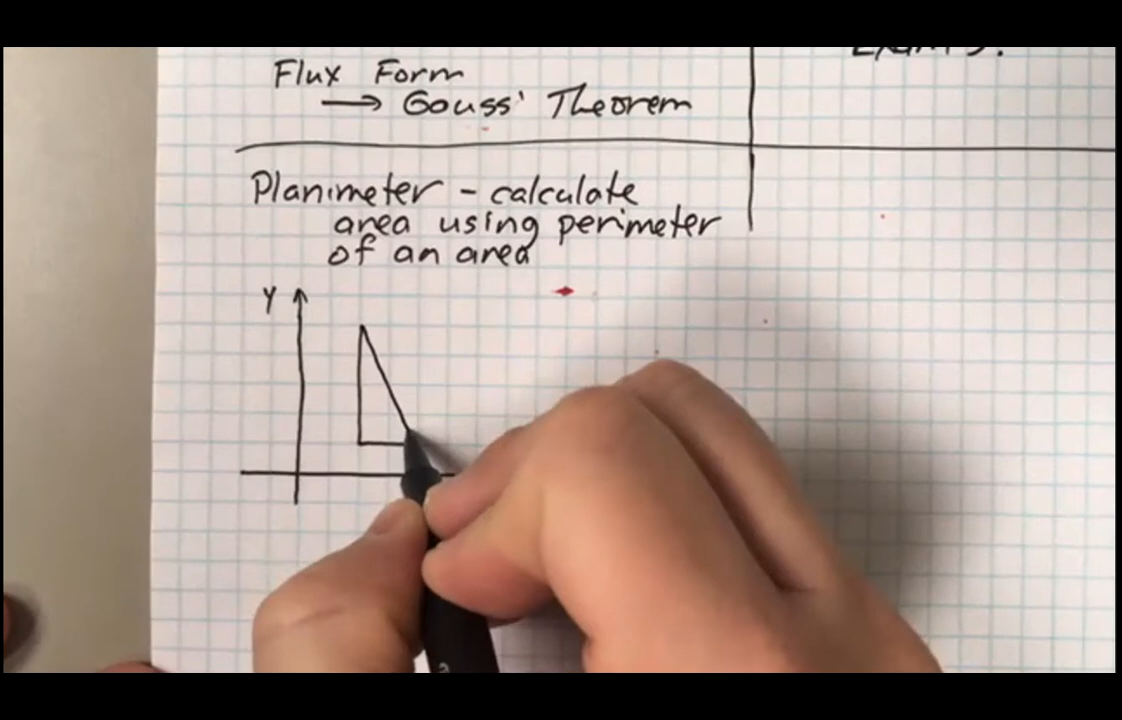 Flux Form
→ Gauss' Theorem
Planimeter - calculate
area using perimeter
of an area
Y